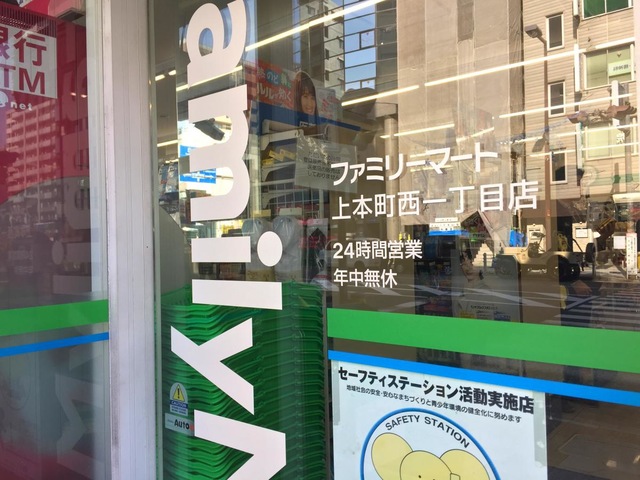 銀行
ATM
net
amilyM
ファミリーマート
上本町西一丁目店
24時間営業
年中無休
Auto
セーフティステーション活動実施店
地域社会の安全・安心なまちづくりと青少年環境の健全化に努めます
SAFETY STATION